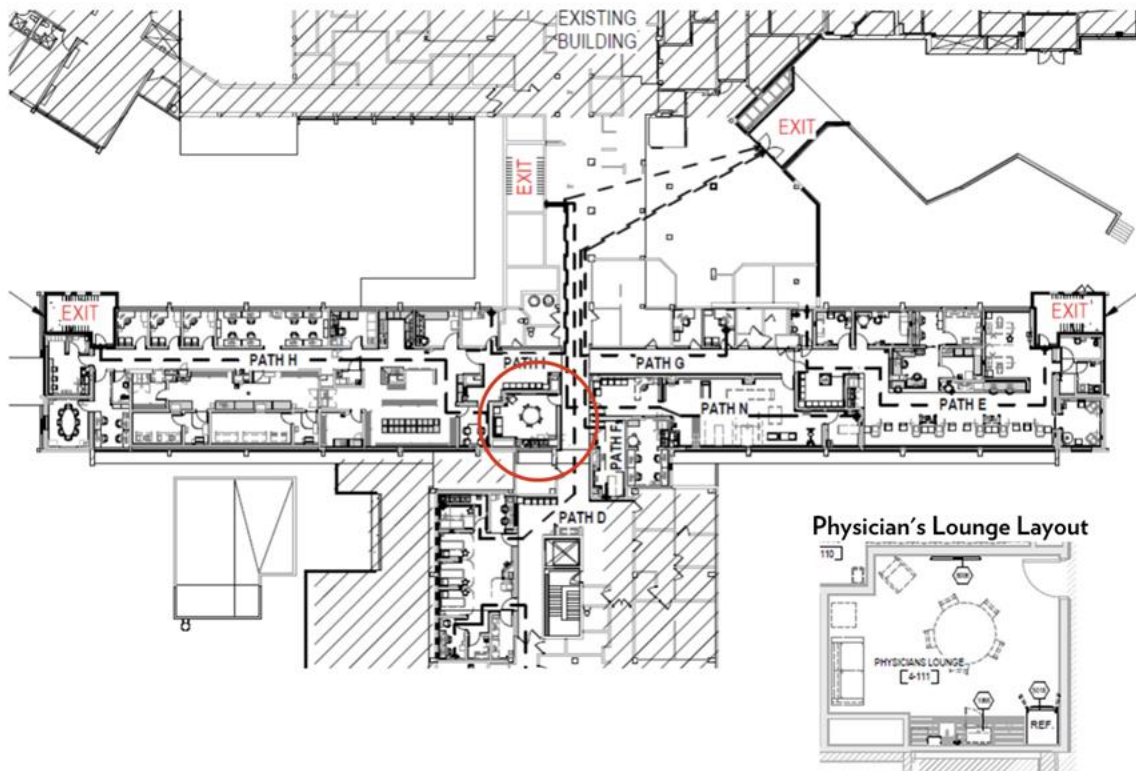 EXISTING
BUILDING
EXIT
EXIT
EXIT
EXIT
PATH H
PATH I
PATH G
PATH N
PATH E
PATH F
PATH D
Physician's Lounge Layout
110
PHYSICIANS LOUNGE
4-111
REF.